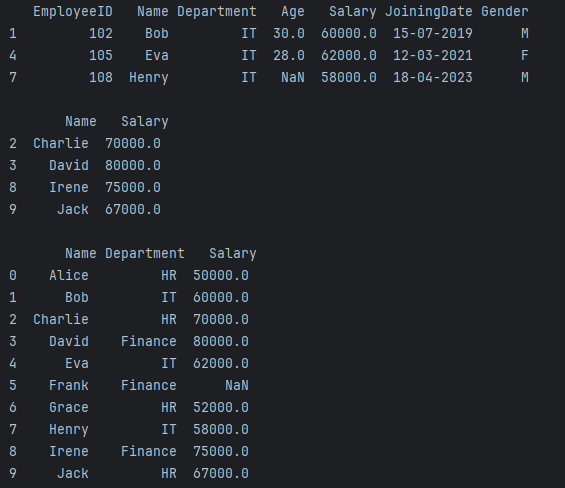 EmployeeID Name Department Age Salary JoiningDate Gender
1 102 Bob IT 30.0 60000.0 15-07-2019 M
4 105 Eva IT 28.0 62000.0 12-03-2021 F
7 108 Henry IT NaN 58000.0 18-04-2023 M
Name Salary
2 Charlie 70000.0
3 David 80000.0
8 Irene 75000.0
9 Jack 67000.0
Name Department Salary
0 Alice HR 50000.0
1 Bob IT 60000.0
2 Charlie HR 70000.0
3 David Finance 80000.0
4 Eva IT 62000.0
5 Frank Finance NaN
6 Grace HR 52000.0
7 Henry IT 58000.0
8 Irene Finance 75000.0
9 Jack HR 67000.0